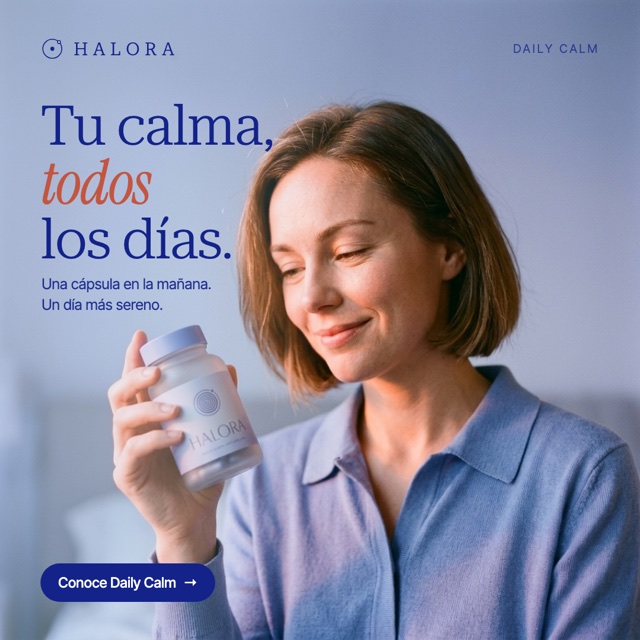 HALORA
DAILY CALM
Tu calma,
todos
los días.
Una cápsula en la mañana.
Un día más sereno.
HALORA
Conoce Daily Calm →